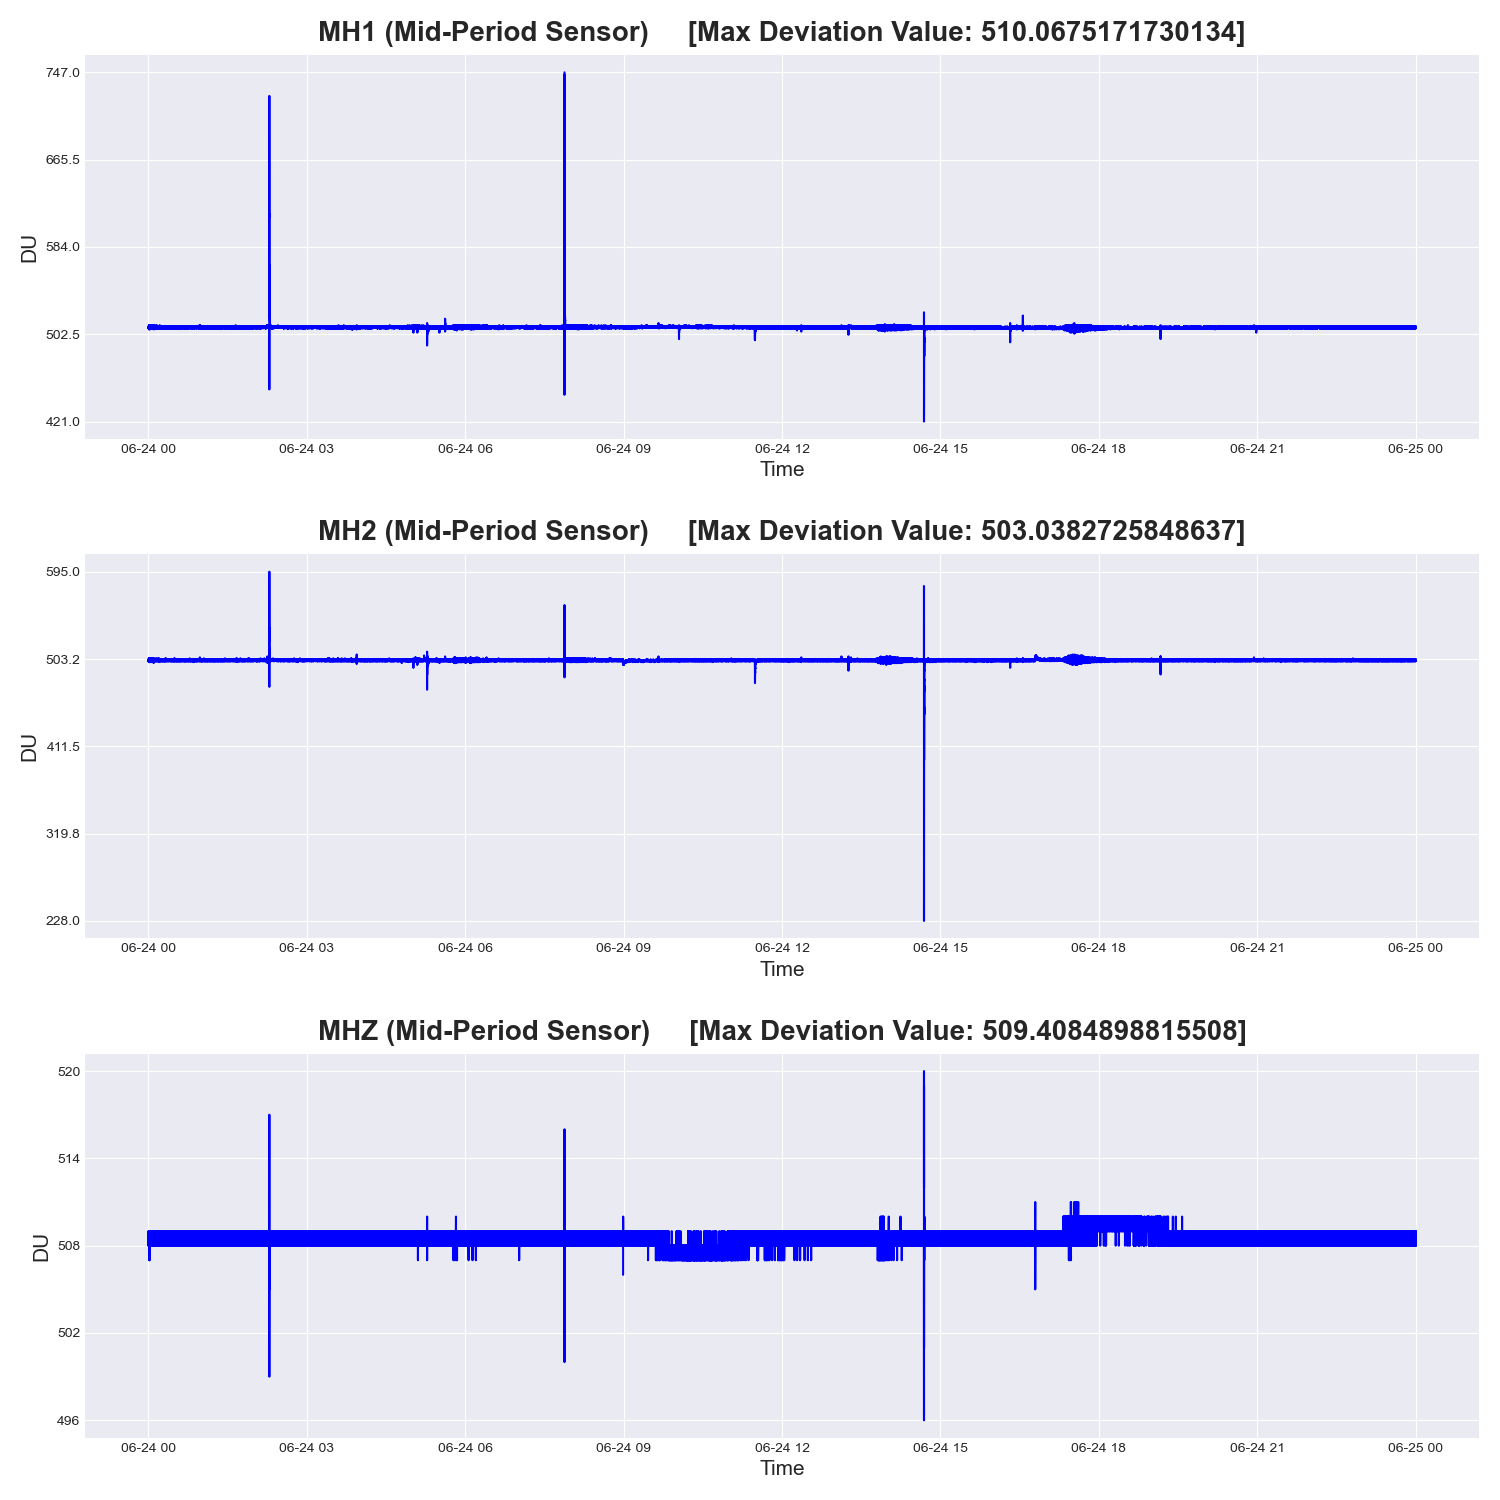 MH1 (Mid-Period Sensor) [Max Deviation Value: 510.0675171730134]
747.0
665.5
584.0
502.5
421.0
DU
06-24 00 06-24 03 06-24 06 06-24 09 06-24 12 06-24 15 06-24 18 06-24 21 06-25 00
Time
MH2 (Mid-Period Sensor) [Max Deviation Value: 503.0382725848637]
595.0
503.2
411.5
319.8
228.0
DU
06-24 00 06-24 03 06-24 06 06-24 09 06-24 12 06-24 15 06-24 18 06-24 21 06-25 00
Time
MHZ (Mid-Period Sensor) [Max Deviation Value: 509.4084898815508]
520
514
508
502
496
DU
06-24 00 06-24 03 06-24 06 06-24 09 06-24 12 06-24 15 06-24 18 06-24 21 06-25 00
Time